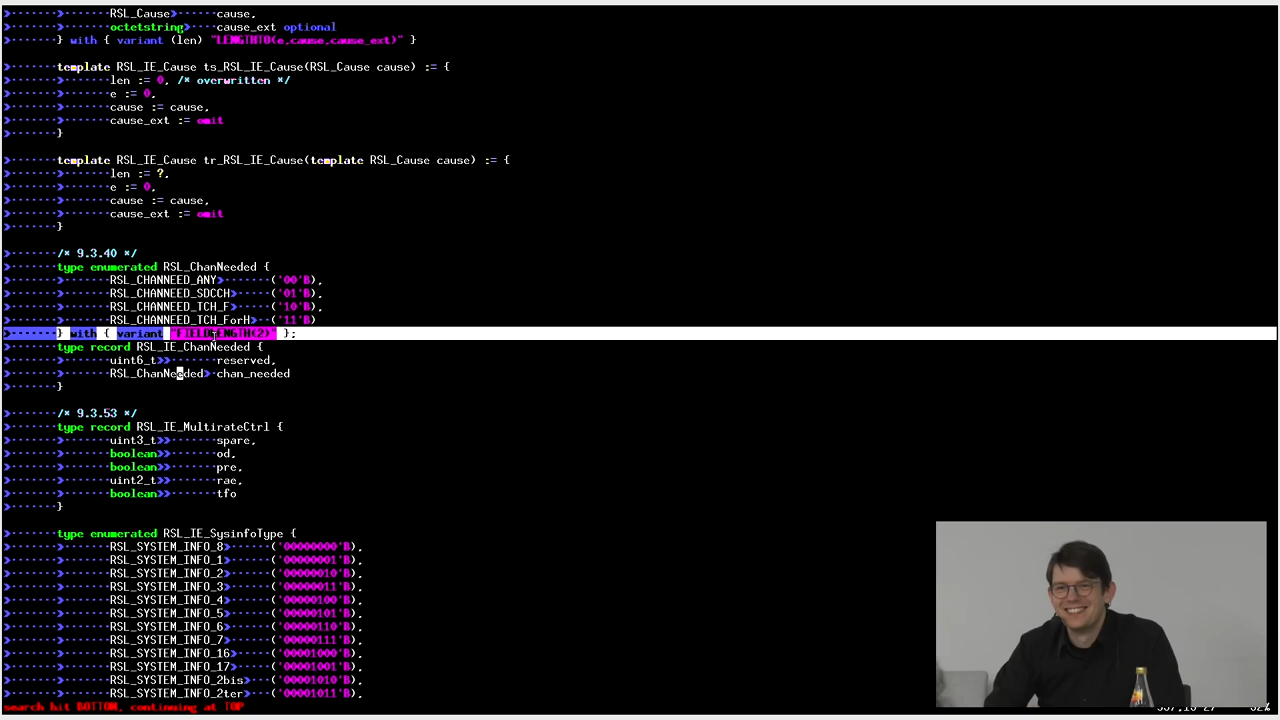 RSL_Cause> cause,
octetstring> cause_ext optional
} with { variant (len) "LENGTHTO(e,cause,cause_ext)" }
template RSL_IE_Cause ts_RSL_IE_Cause(RSL_Cause cause) := {
len := 0, /* overwritten */
e := 0,
cause := cause,
cause_ext := omit
}
template RSL_IE_Cause tr_RSL_IE_Cause(template RSL_Cause cause) := {
len := ?,
e := 0,
cause := cause,
cause_ext := omit
}
/* 9.3.40 */
type enumerated RSL_ChanNeeded {
RSL_CHANNEED_ANY> ('00'B),
RSL_CHANNEED_SDCCH> ('01'B),
RSL_CHANNEED_TCH_F> ('10'B),
RSL_CHANNEED_TCH_ForH> ('11'B)
} with { variant "FIELDLENGTH(2)" };
type record RSL_IE_ChanNeeded {
uint6_t>> reserved,
RSL_ChanNeeded> chan_needed
}
/* 9.3.53 */
type record RSL_IE_MultirateCtrl {
uint3_t>> spare,
boolean>> od,
boolean>> pre,
uint2_t>> rae,
boolean>> tfo
}
type enumerated RSL_IE_SysinfoType {
RSL_SYSTEM_INFO_8> ('00000000'B),
RSL_SYSTEM_INFO_1> ('00000001'B),
RSL_SYSTEM_INFO_2> ('00000010'B),
RSL_SYSTEM_INFO_3> ('00000011'B),
RSL_SYSTEM_INFO_4> ('00000100'B),
RSL_SYSTEM_INFO_5> ('00000101'B),
RSL_SYSTEM_INFO_6> ('00000110'B),
RSL_SYSTEM_INFO_7> ('00000111'B),
RSL_SYSTEM_INFO_16> ('00001000'B),
RSL_SYSTEM_INFO_17> ('00001001'B),
RSL_SYSTEM_INFO_2bis> ('00001010'B),
RSL_SYSTEM_INFO_2ter> ('00001011'B),
search hit BOTTOM, continuing at TOP